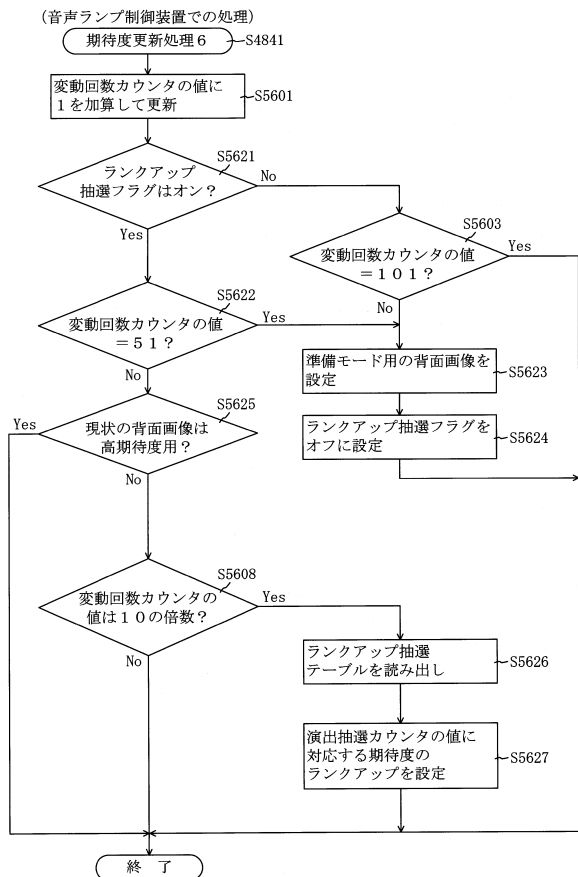 (音声ランプ制御装置での処理)
期待度更新処理6
S4841
変動回数カウンタの値に
1を加算して更新
S5601
S5621
ランクアップ
抽選フラグはオン?
No
Yes
S5603
変動回数カウンタの値
=101?
Yes
No
S5622
変動回数カウンタの値
=51?
Yes
No
準備モード用の背面画像を
設定
S5623
S5625
現状の背面画像は
高期待度用?
Yes
No
ランクアップ抽選フラグを
オフに設定
S5624
S5608
変動回数カウンタの
値は10の倍数?
Yes
No
ランクアップ抽選
テーブルを読み出し
S5626
演出抽選カウンタの値に
対応する期待度の
ランクアップを設定
S5627
終 了